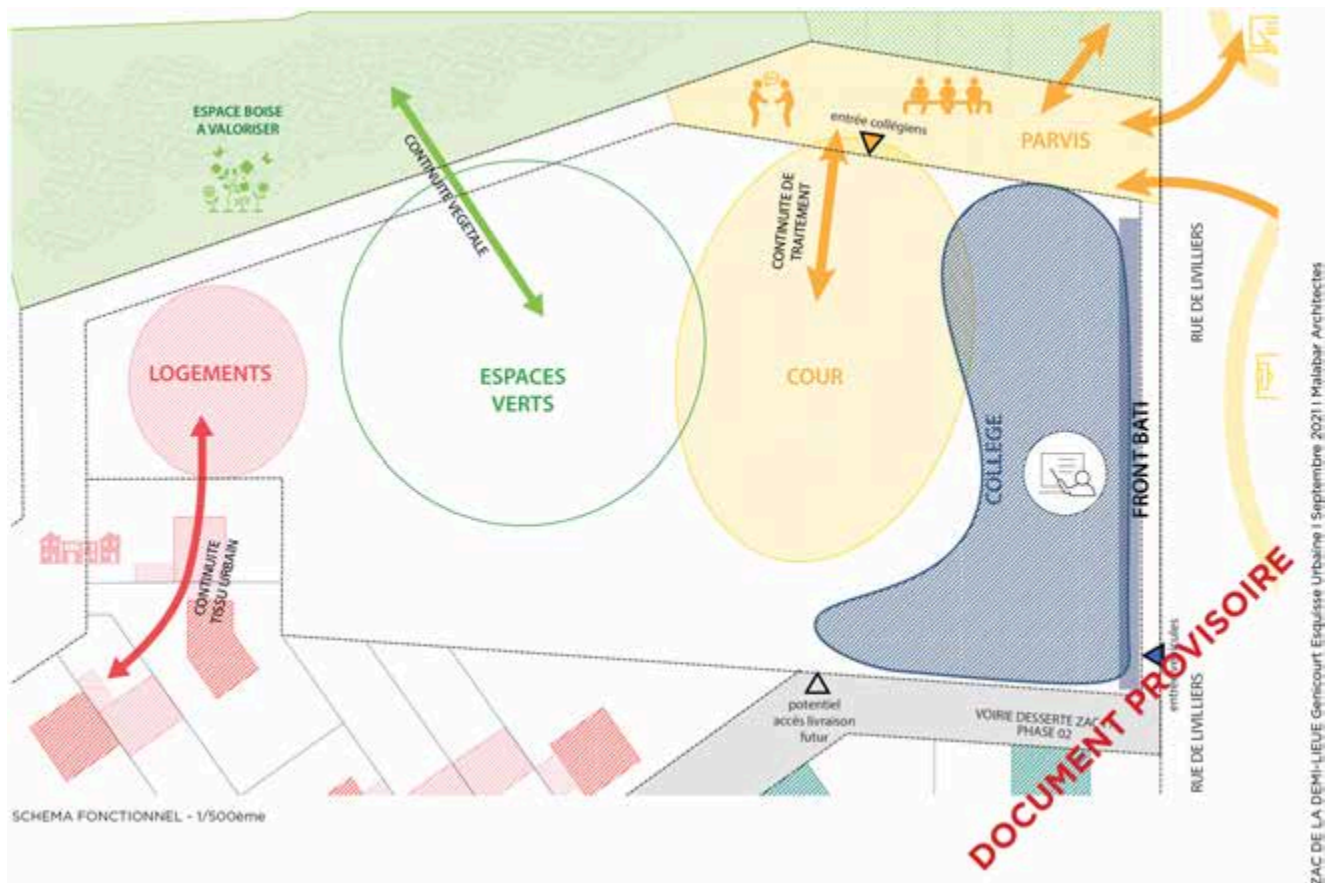 ESPACE BOISE
A VALORISER
CONTINUITE VEGETALE
entrée collégiens
PARVIS
CONTINUITE DE
TRAITEMENT
RUE DE LIVILLIERS
LOGEMENTS
ESPACES
VERTS
COUR
COLLEGE
FRONT BATI
CONTINUITE
TISSU URBAIN
potentiel
accès livraison
futur
VOIRIE DESSERTE ZAC
PHASE 02
RUE DE LIVILLIERS
DOCUMENT PROVISOIRE
SCHEMA FONCTIONNEL - 1/500ème
ZAC DE LA DEMI-LIEUE Genicourt Esquisse Urbaine I Septembre 2021 I Malabar Architectes